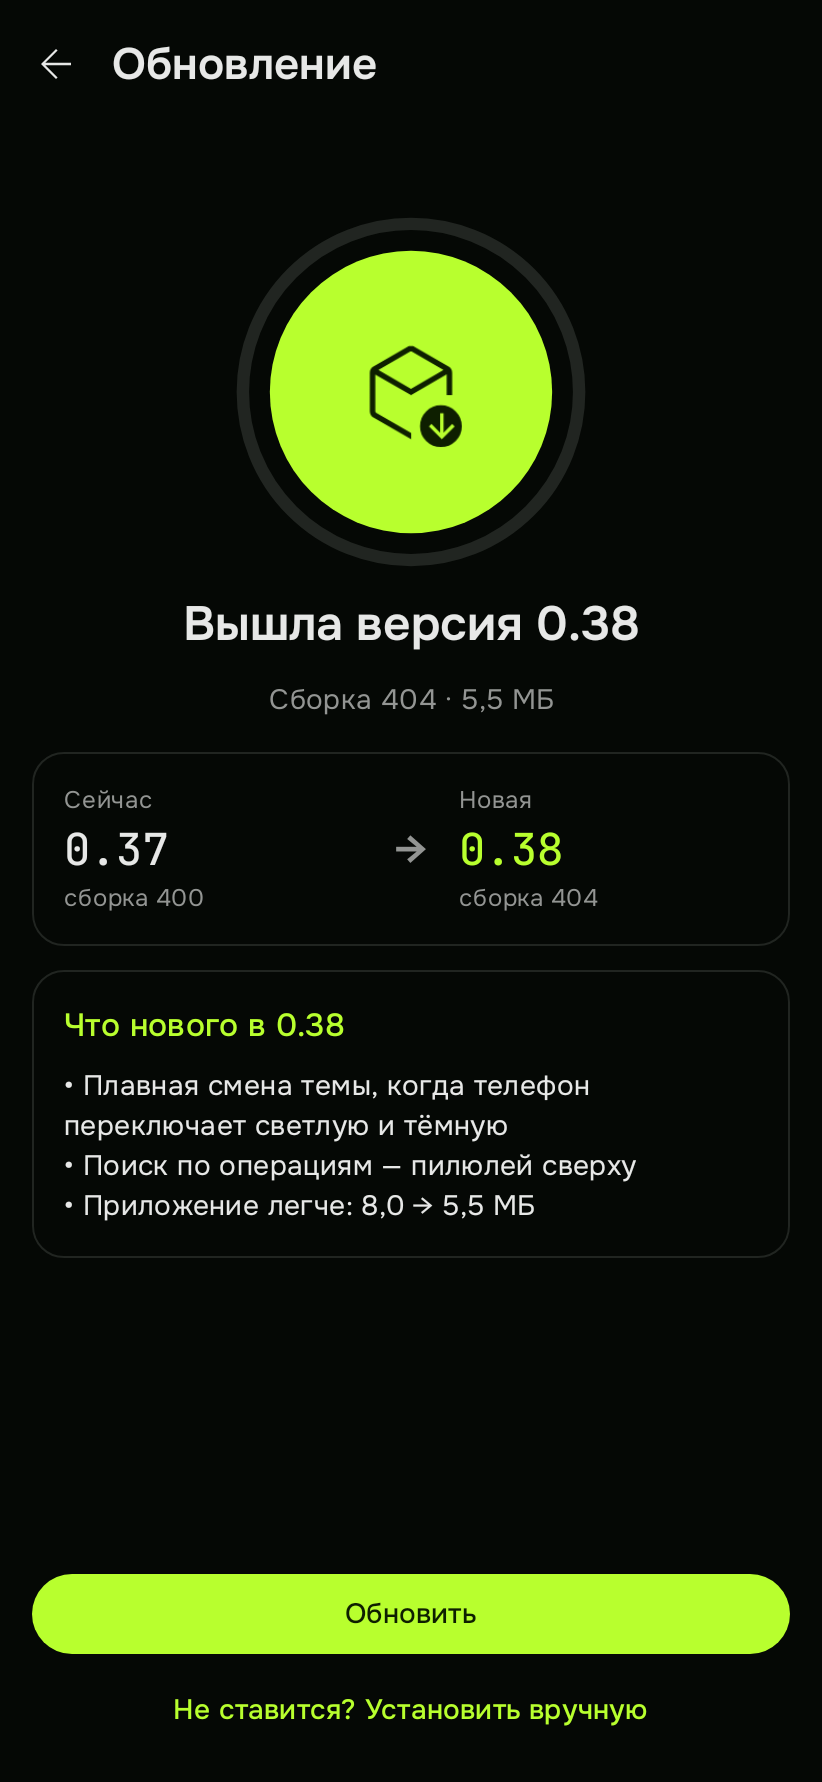 Обновление
Вышла версия 0.38
Сборка 404 · 5,5 МБ
Сейчас
0.37
сборка 400
→
Новая
0.38
сборка 404
Что нового в 0.38
• Плавная смена темы, когда телефон
переключает светлую и тёмную
• Поиск по операциям — пилюлей сверху
• Приложение легче: 8,0 → 5,5 МБ
Обновить
Не ставится? Установить вручную